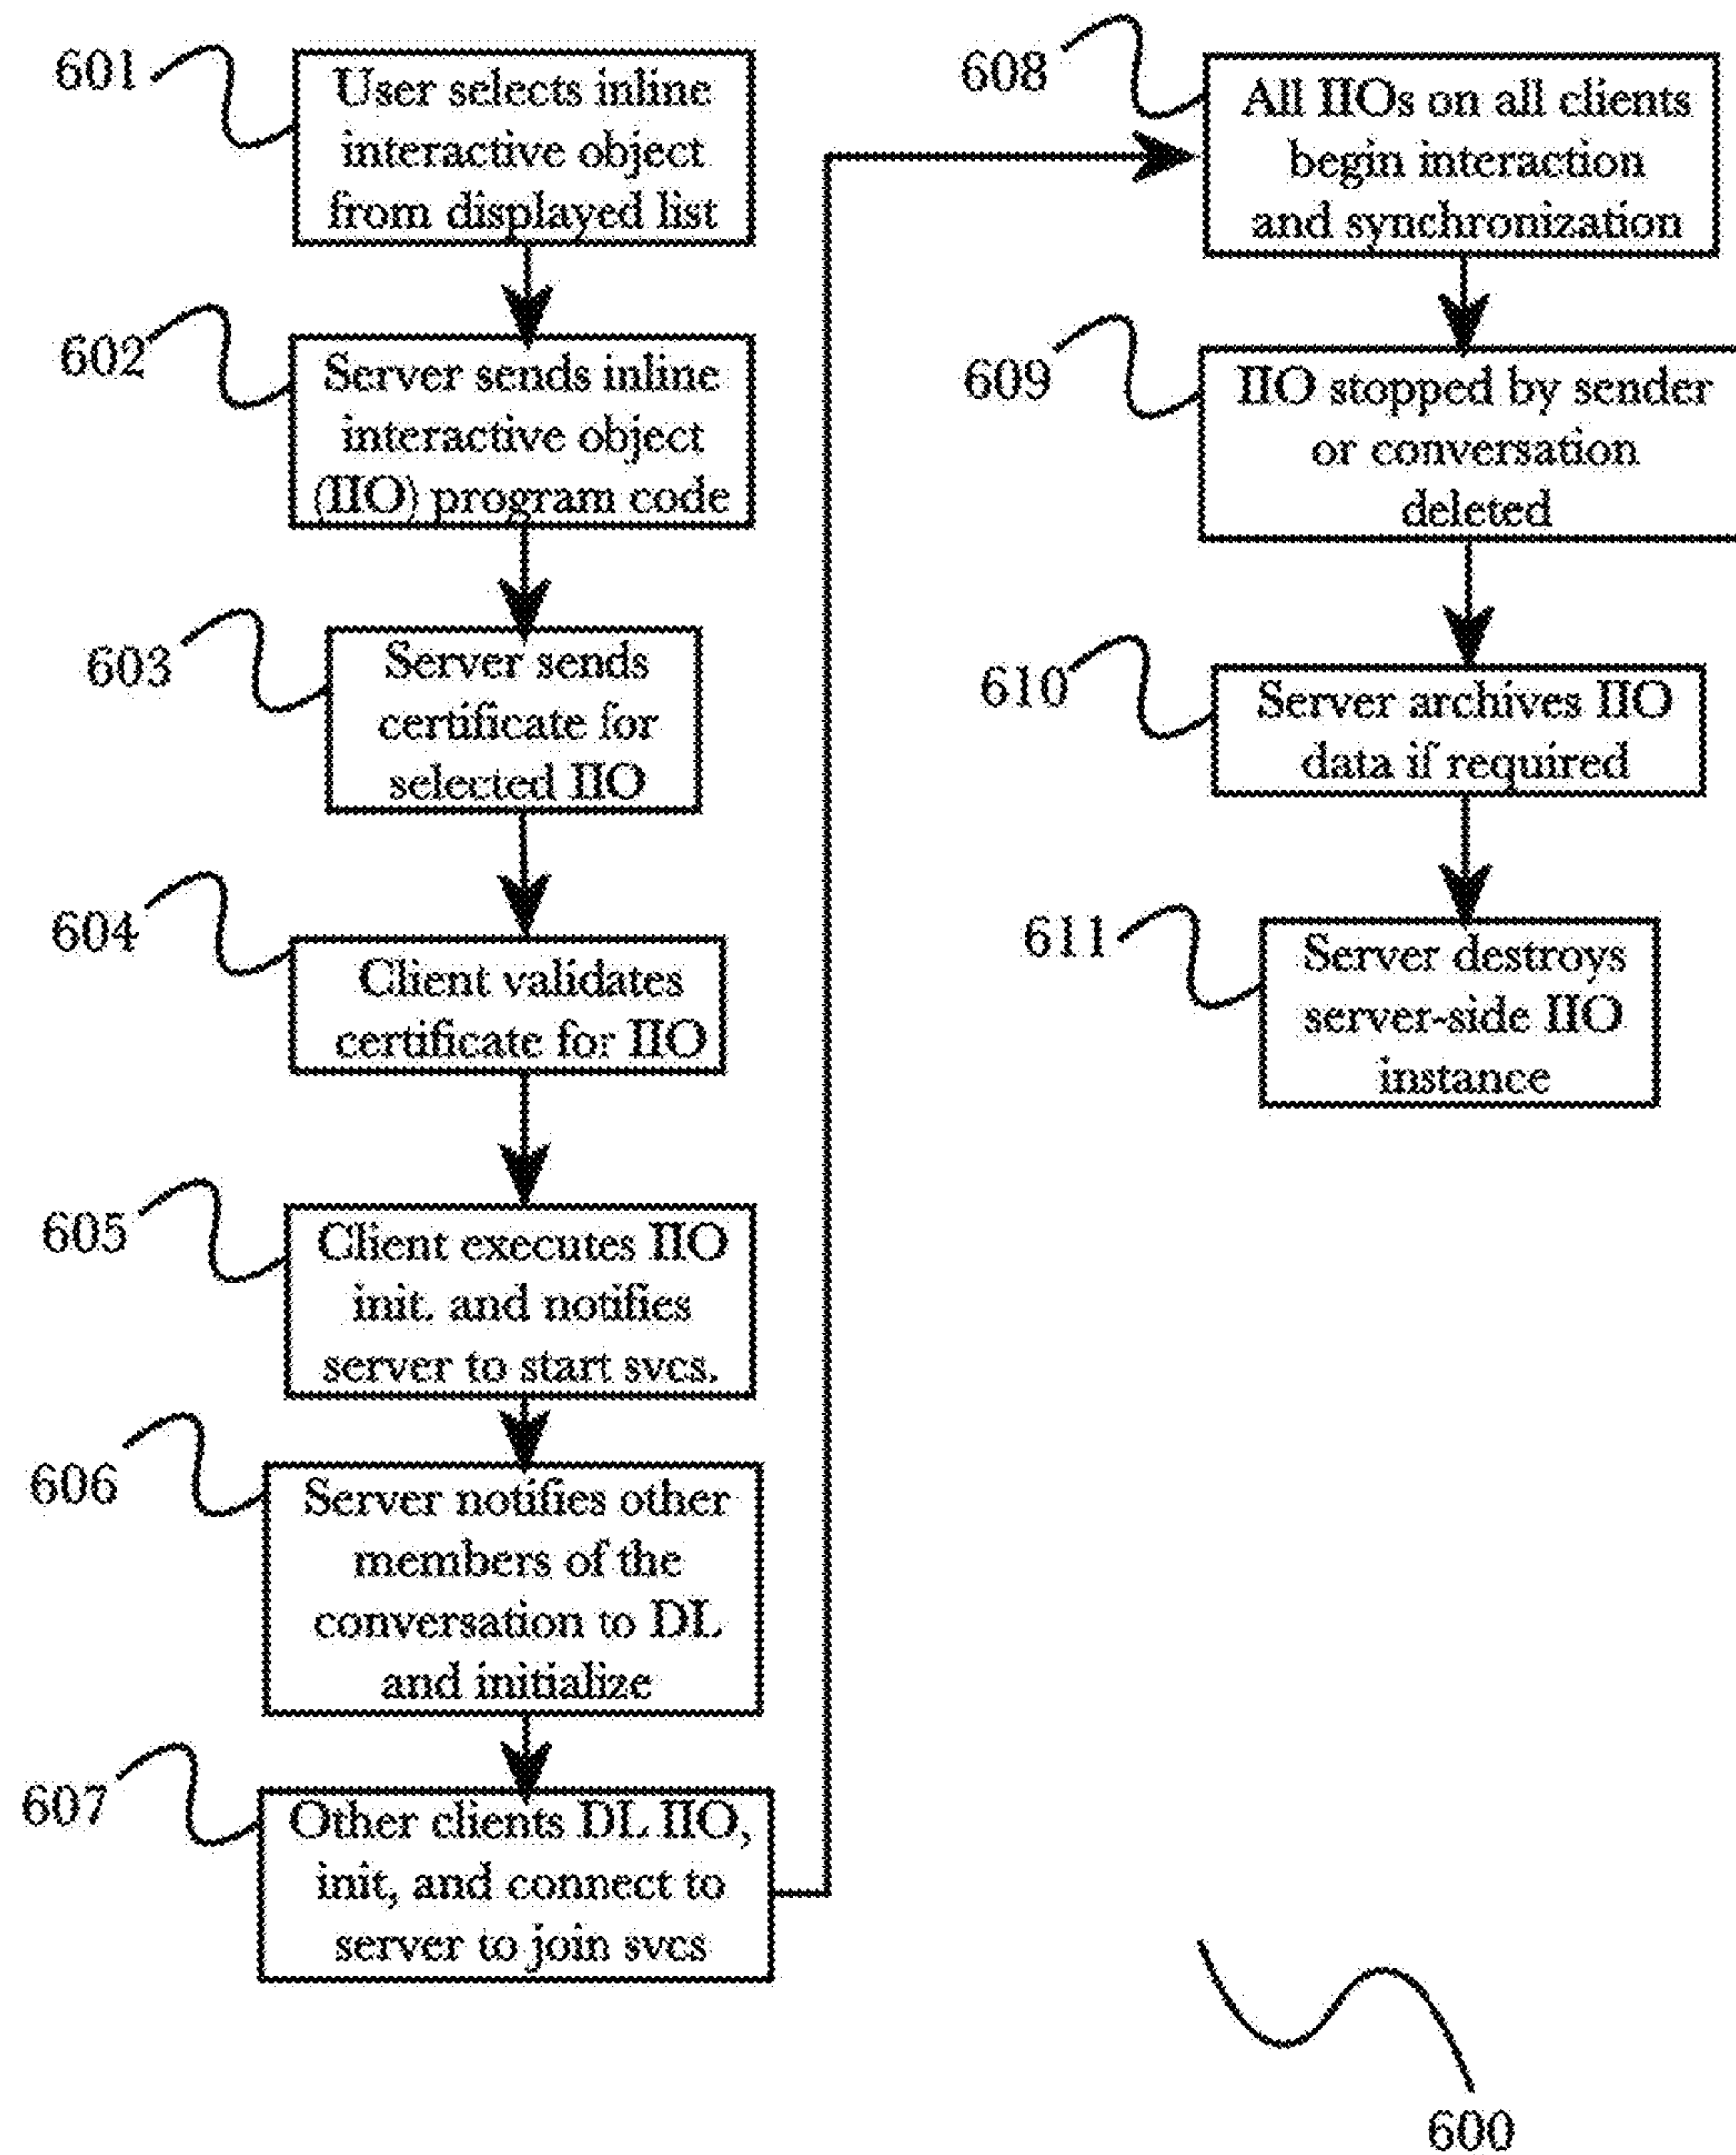 601
User selects inline
interactive object
from displayed list
602
Server sends inline
interactive object
(IIO) program code
603
Server sends
certificate for
selected IIO
604
Client validates
certificate for IIO
605
Client executes IIO
init. and notifies
server to start svcs.
606
Server notifies other
members of the
conversation to DL
and initialize
607
Other clients DL IIO,
init, and connect to
server to join svcs
608
All IIOs on all clients
begin interaction
and synchronization
609
IIO stopped by sender
or conversation
deleted
610
Server archives IIO
data if required
611
Server destroys
server-side IIO
instance
600